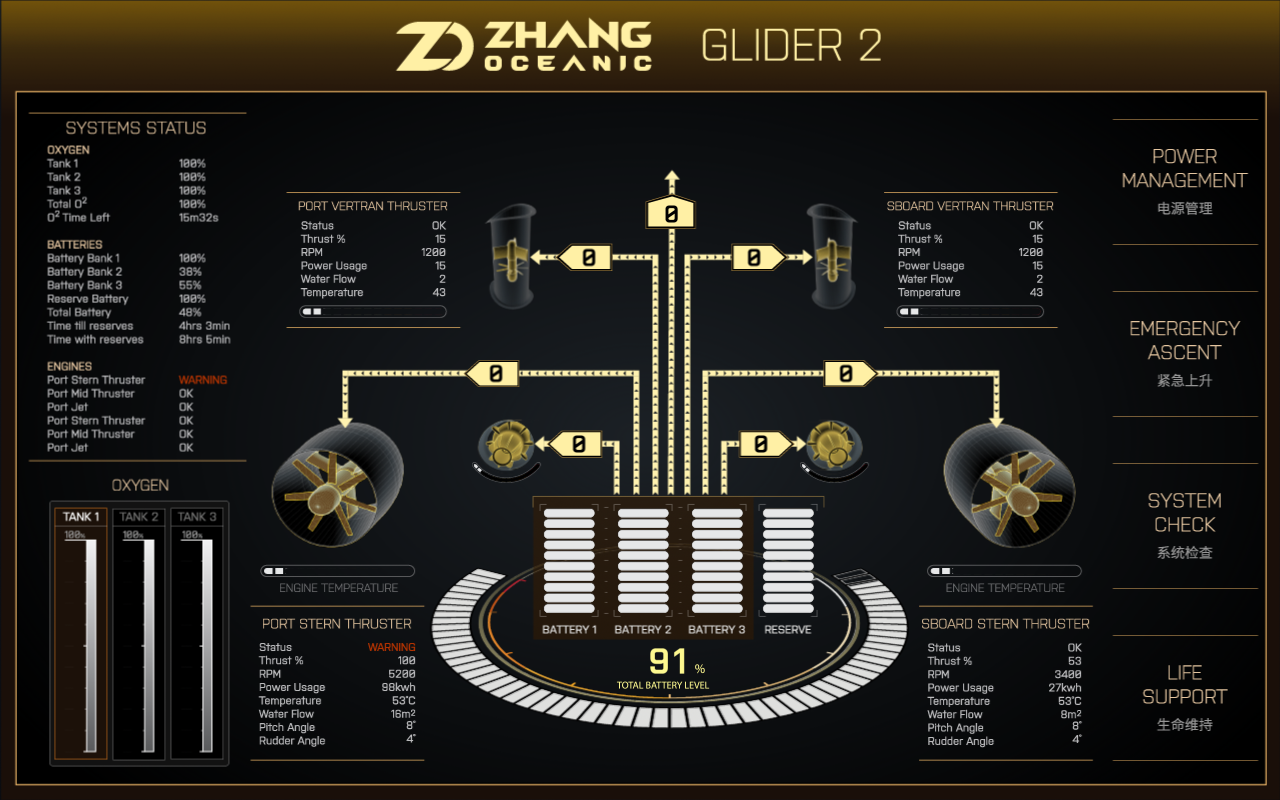 ZHANG
OCEANIC
GLIDER 2
SYSTEMS STATUS
OXYGEN
Tank 1 100%
Tank 2 100%
Tank 3 100%
Total O² 100%
O² Time Left 15m32s
BATTERIES
Battery Bank 1 100%
Battery Bank 2 38%
Battery Bank 3 55%
Reserve Battery 100%
Total Battery 48%
Time till reserves 4hrs 3min
Time with reserves 8hrs 5min
ENGINES
Port Stern Thruster WARNING
Port Mid Thruster OK
Port Jet OK
Port Stern Thruster OK
Port Mid Thruster OK
Port Jet OK
OXYGEN
TANK 1 TANK 2 TANK 3
100% 100% 100%
PORT VERTRAN THRUSTER
Status OK
Thrust % 15
RPM 1200
Power Usage 15
Water Flow 2
Temperature 43
0
0 0
0 0
0 0
SBOARD VERTRAN THRUSTER
Status OK
Thrust % 15
RPM 1200
Power Usage 15
Water Flow 2
Temperature 43
ENGINE TEMPERATURE
PORT STERN THRUSTER
Status WARNING
Thrust % 100
RPM 5200
Power Usage 98kwh
Temperature 53°C
Water Flow 16m²
Pitch Angle 8°
Rudder Angle 4°
BATTERY 1 BATTERY 2 BATTERY 3 RESERVE
91 %
TOTAL BATTERY LEVEL
ENGINE TEMPERATURE
SBOARD STERN THRUSTER
Status OK
Thrust % 53
RPM 3400
Power Usage 27kwh
Temperature 53°C
Water Flow 8m²
Pitch Angle 8°
Rudder Angle 4°
POWER
MANAGEMENT
电源管理
EMERGENCY
ASCENT
紧急上升
SYSTEM
CHECK
系统检查
LIFE
SUPPORT
生命维持